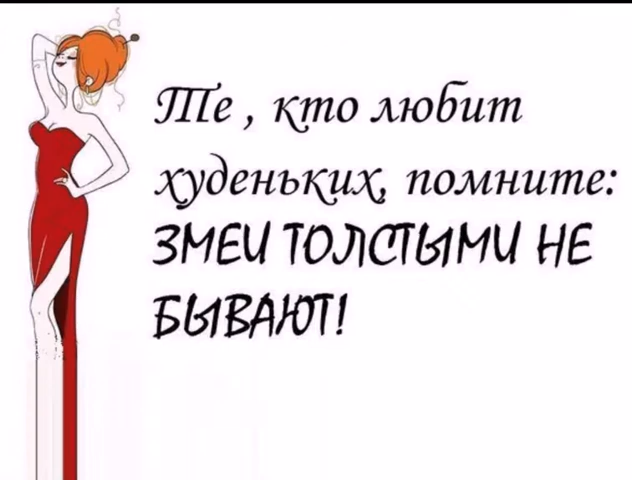 Те , кто любит
худеньких, помните:
ЗМЕИ ТОЛСТЫМИ НЕ
БЫВАЮТ!